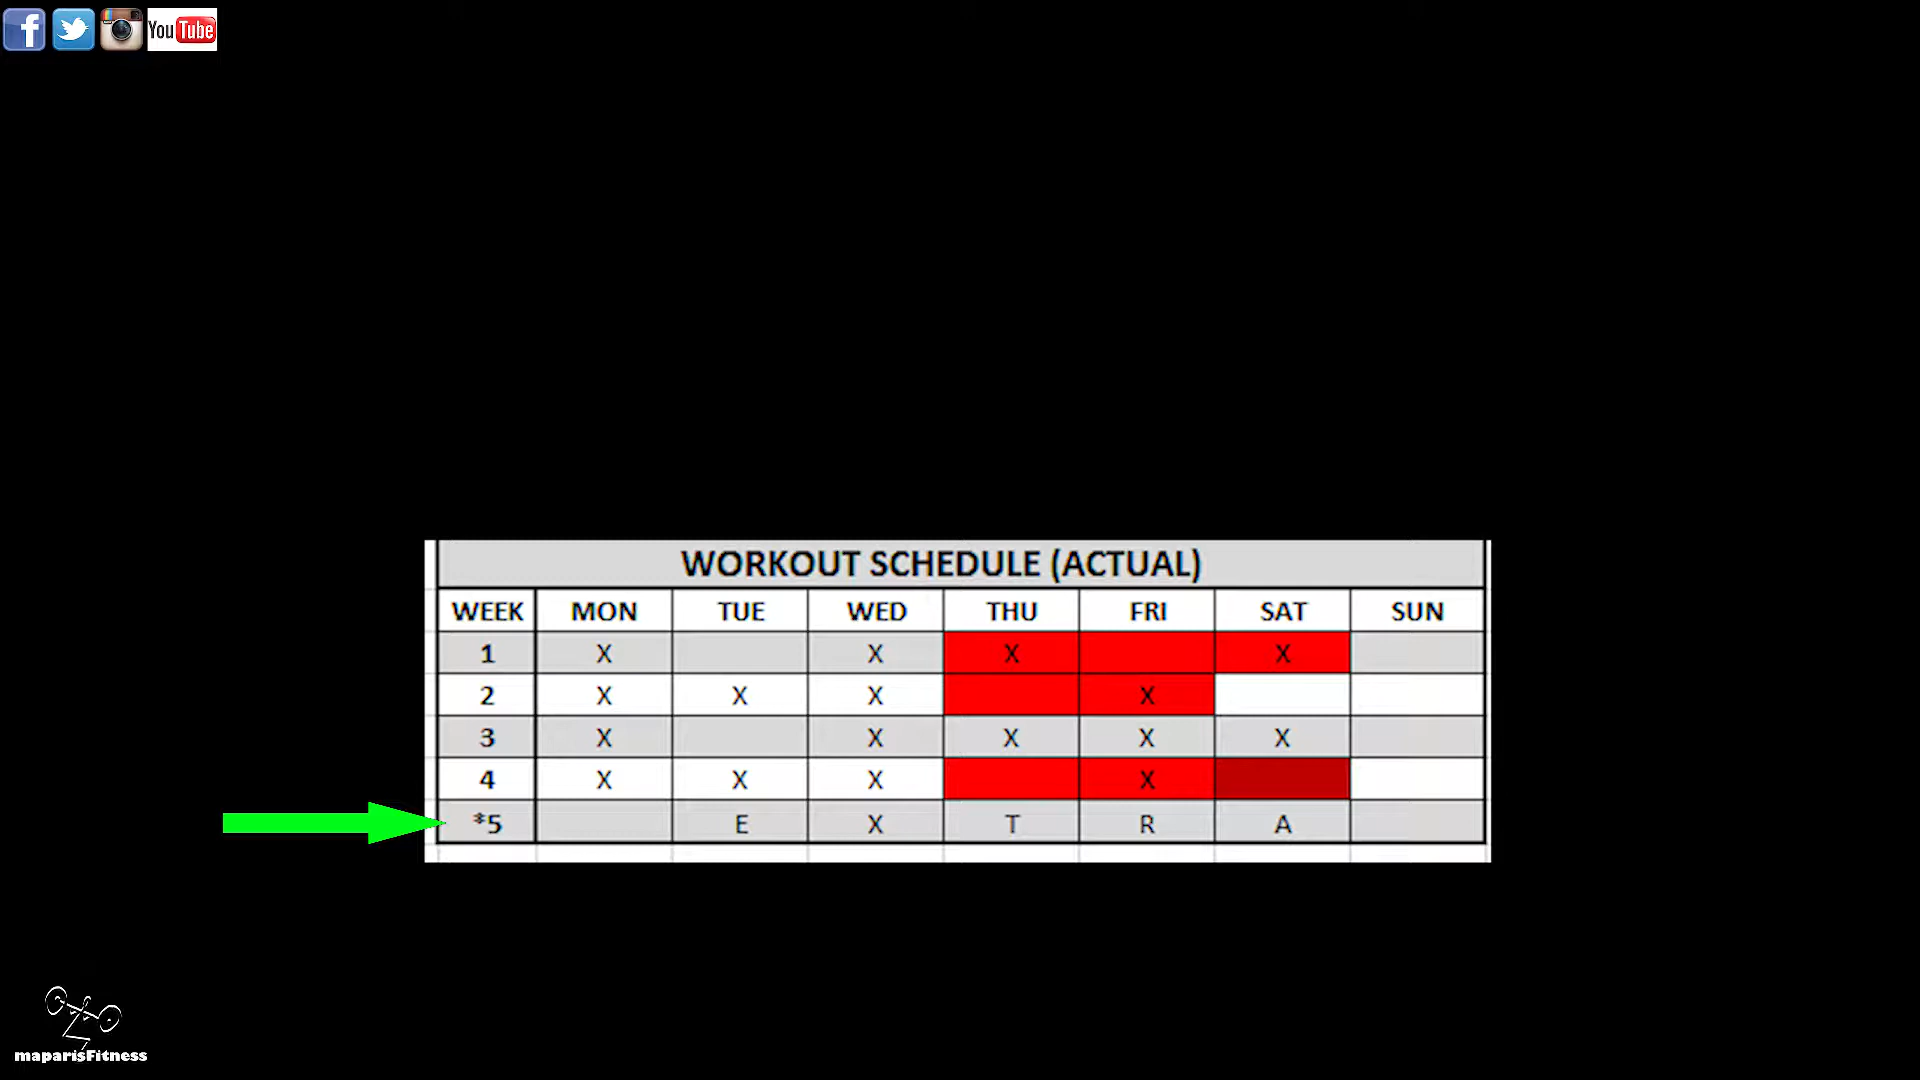 f
You Tube
WORKOUT SCHEDULE (ACTUAL)
WEEK MON TUE WED THU FRI SAT SUN
1 X X X X
2 X X X X
3 X X X X X
4 X X X X
*5 E X T R A
maparisFitness